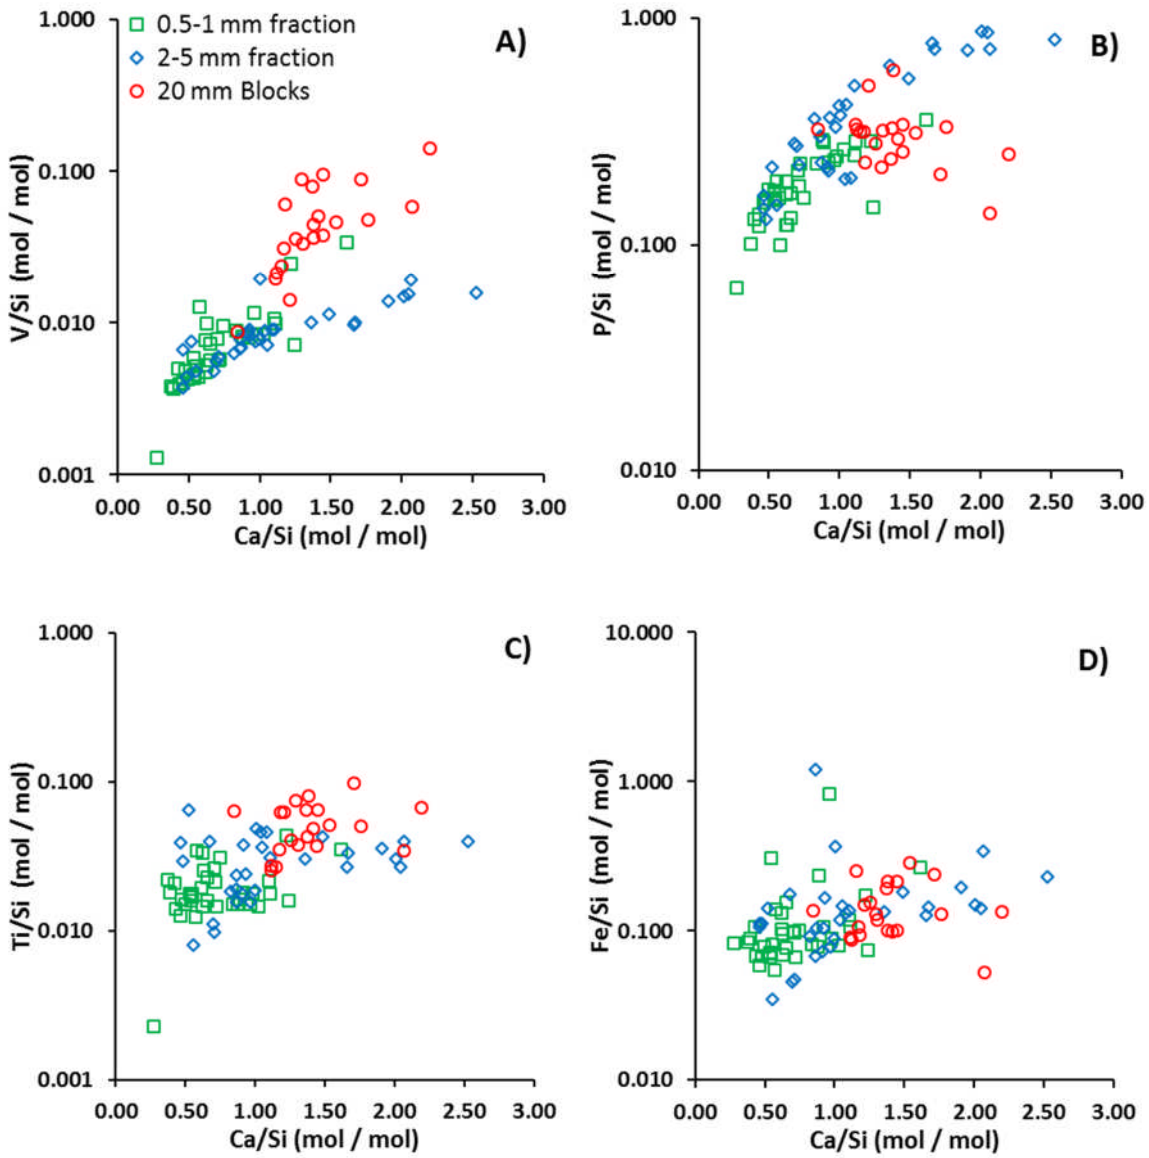 1.000
0.5-1 mm fraction
2-5 mm fraction
20 mm Blocks
A)
0.100
0.010
0.001
V/Si (mol / mol)
0.00 0.50 1.00 1.50 2.00 2.50 3.00
Ca/Si (mol / mol)
1.000
B)
0.100
0.010
P/Si (mol / mol)
0.00 0.50 1.00 1.50 2.00 2.50 3.00
Ca/Si (mol / mol)
1.000
C)
0.100
0.010
0.001
Ti/Si (mol / mol)
0.00 0.50 1.00 1.50 2.00 2.50 3.00
Ca/Si (mol / mol)
10.000
D)
1.000
0.100
0.010
Fe/Si (mol / mol)
0.00 0.50 1.00 1.50 2.00 2.50 3.00
Ca/Si (mol / mol)